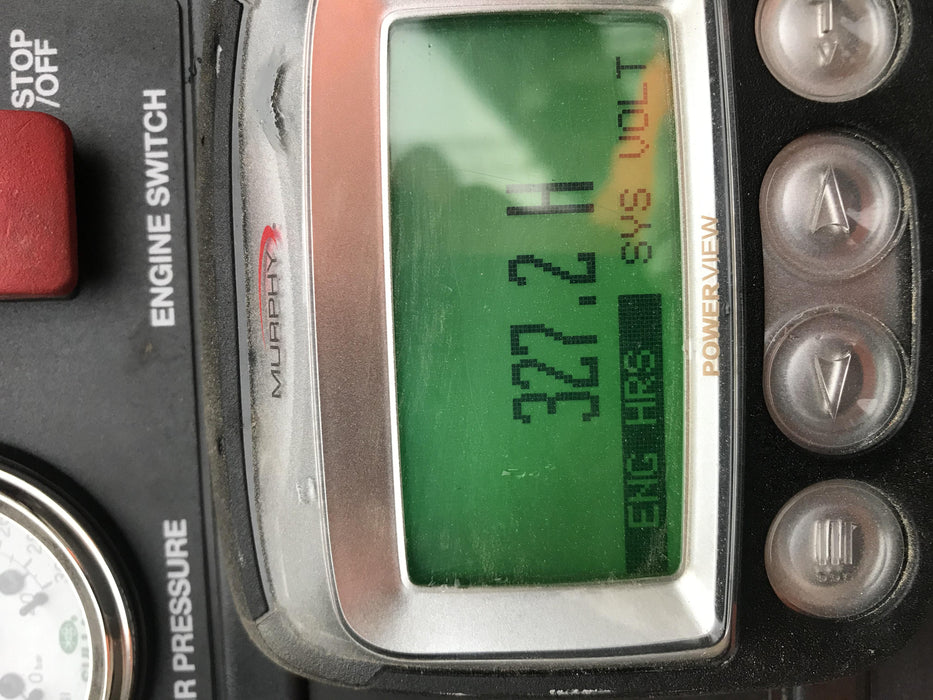 STOP
/OFF
ENGINE SWITCH
R PRESSURE
MURPHY
327.2 H
ENG HRS SYS VOLT
POWERVIEW